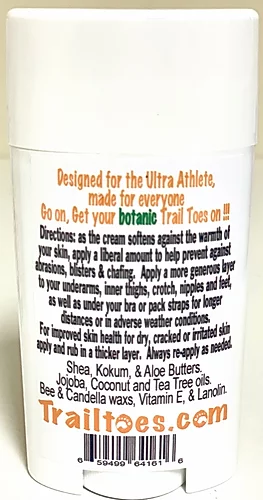 Designed for the Ultra Athlete,
made for everyone
Go on, Get your botanic Trail Toes on !!!
Directions: as the cream softens against the warmth of
your skin, apply a liberal amount to help prevent against
abrasions, blisters & chafing. Apply a more generous layer
to your underarms, inner thighs, crotch, nipples and feet,
as well as under your bra or pack straps for longer
distances or in adverse weather conditions.
For improved skin health for dry, cracked or irritated skin
apply and rub in a thicker layer. Always re-apply as needed.
Shea, Kokum, & Aloe Butters.
Jojoba, Coconut and Tea Tree oils.
Bee & Candella waxs, Vitamin E, & Lanolin.
Trailtoes.com
6 59499 64161 6